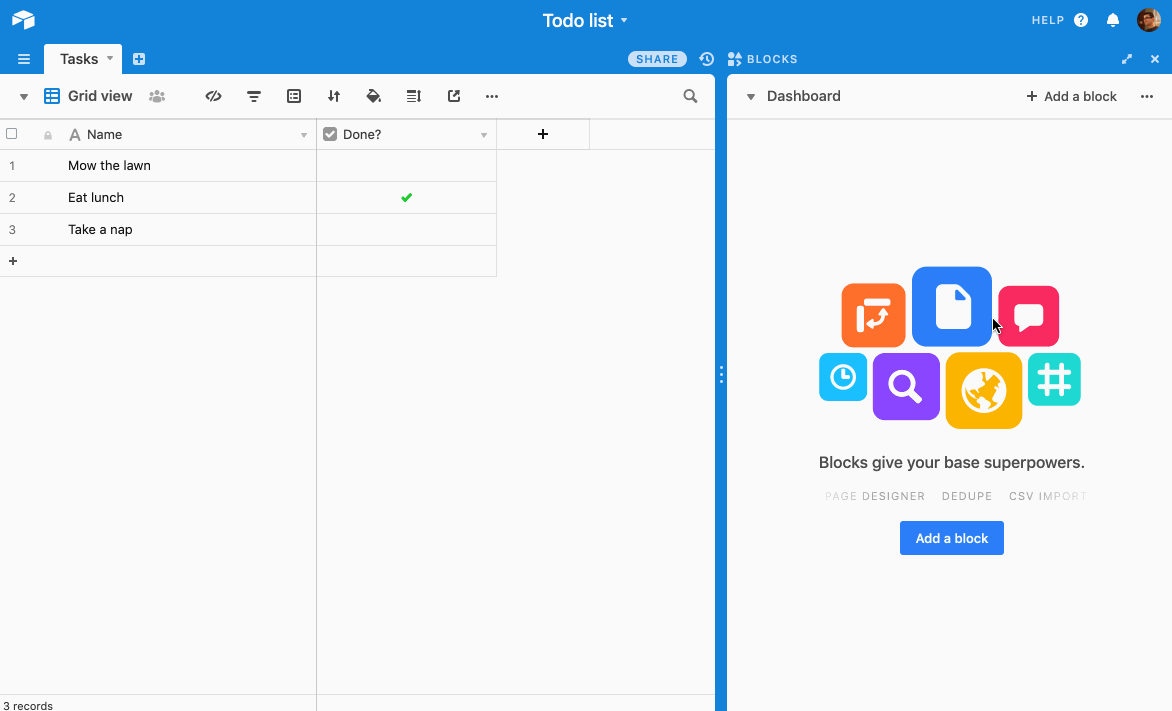 Todo list
HELP
Tasks
SHARE
BLOCKS
Grid view
Dashboard
Add a block
Name
Done?
1 Mow the lawn
2 Eat lunch
3 Take a nap
Blocks give your base superpowers.
PAGE DESIGNER DEDUPE CSV IMPORT
Add a block
3 records